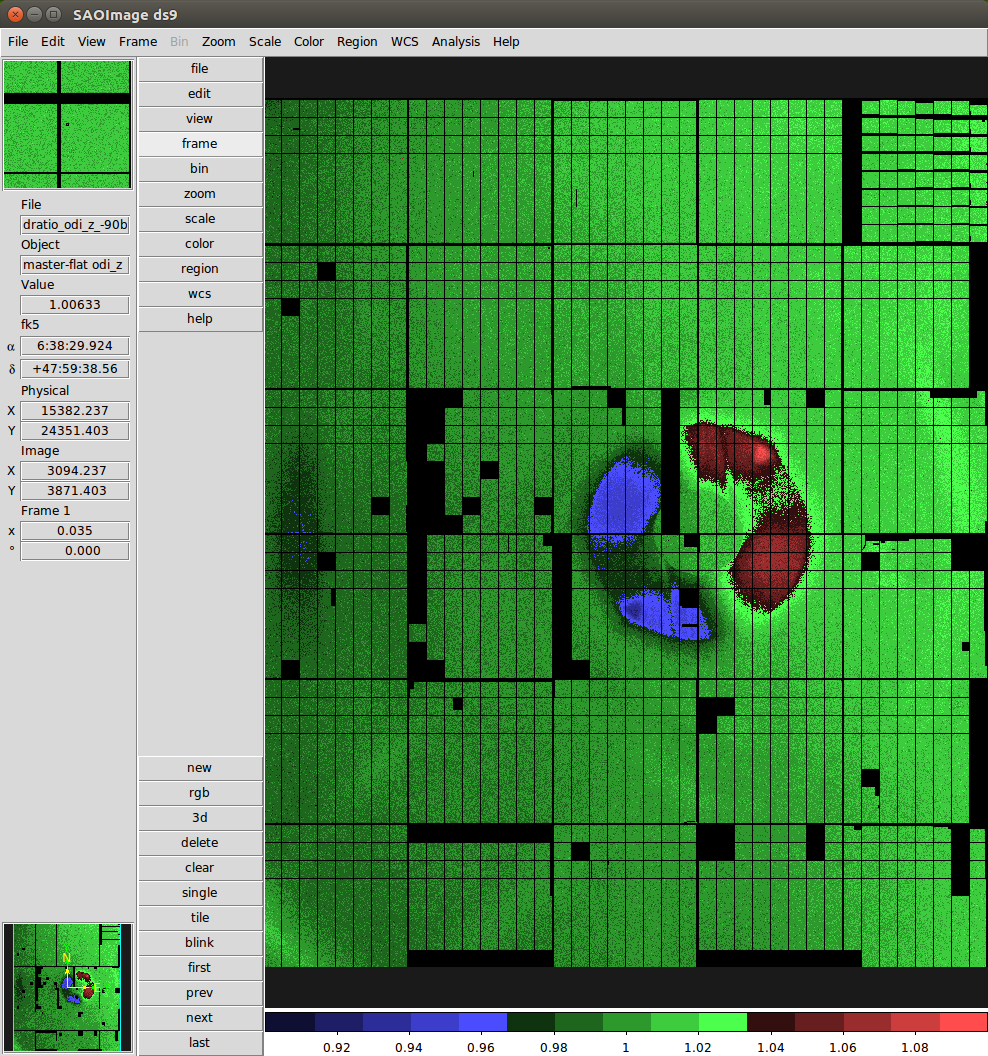 SAOImage ds9
File Edit View Frame Bin Zoom Scale Color Region WCS Analysis Help
file
edit
view
frame
bin
zoom
scale
color
region
wcs
help
File
dratio_odi_z_-90b
Object
master-flat odi_z
Value
1.00633
fk5
α 6:38:29.924
δ +47:59:38.56
Physical
X 15382.237
Y 24351.403
Image
X 3094.237
Y 3871.403
Frame 1
x 0.035
° 0.000
new
rgb
3d
delete
clear
single
tile
blink
first
prev
next
last
N
0.92 0.94 0.96 0.98 1 1.02 1.04 1.06 1.08